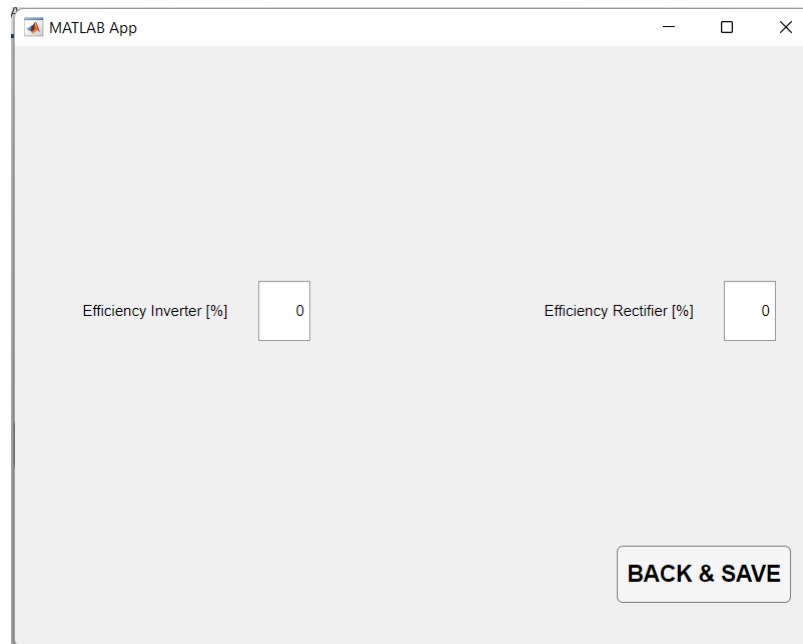 MATLAB App
Efficiency Inverter [%] 0 Efficiency Rectifier [%] 0
BACK & SAVE